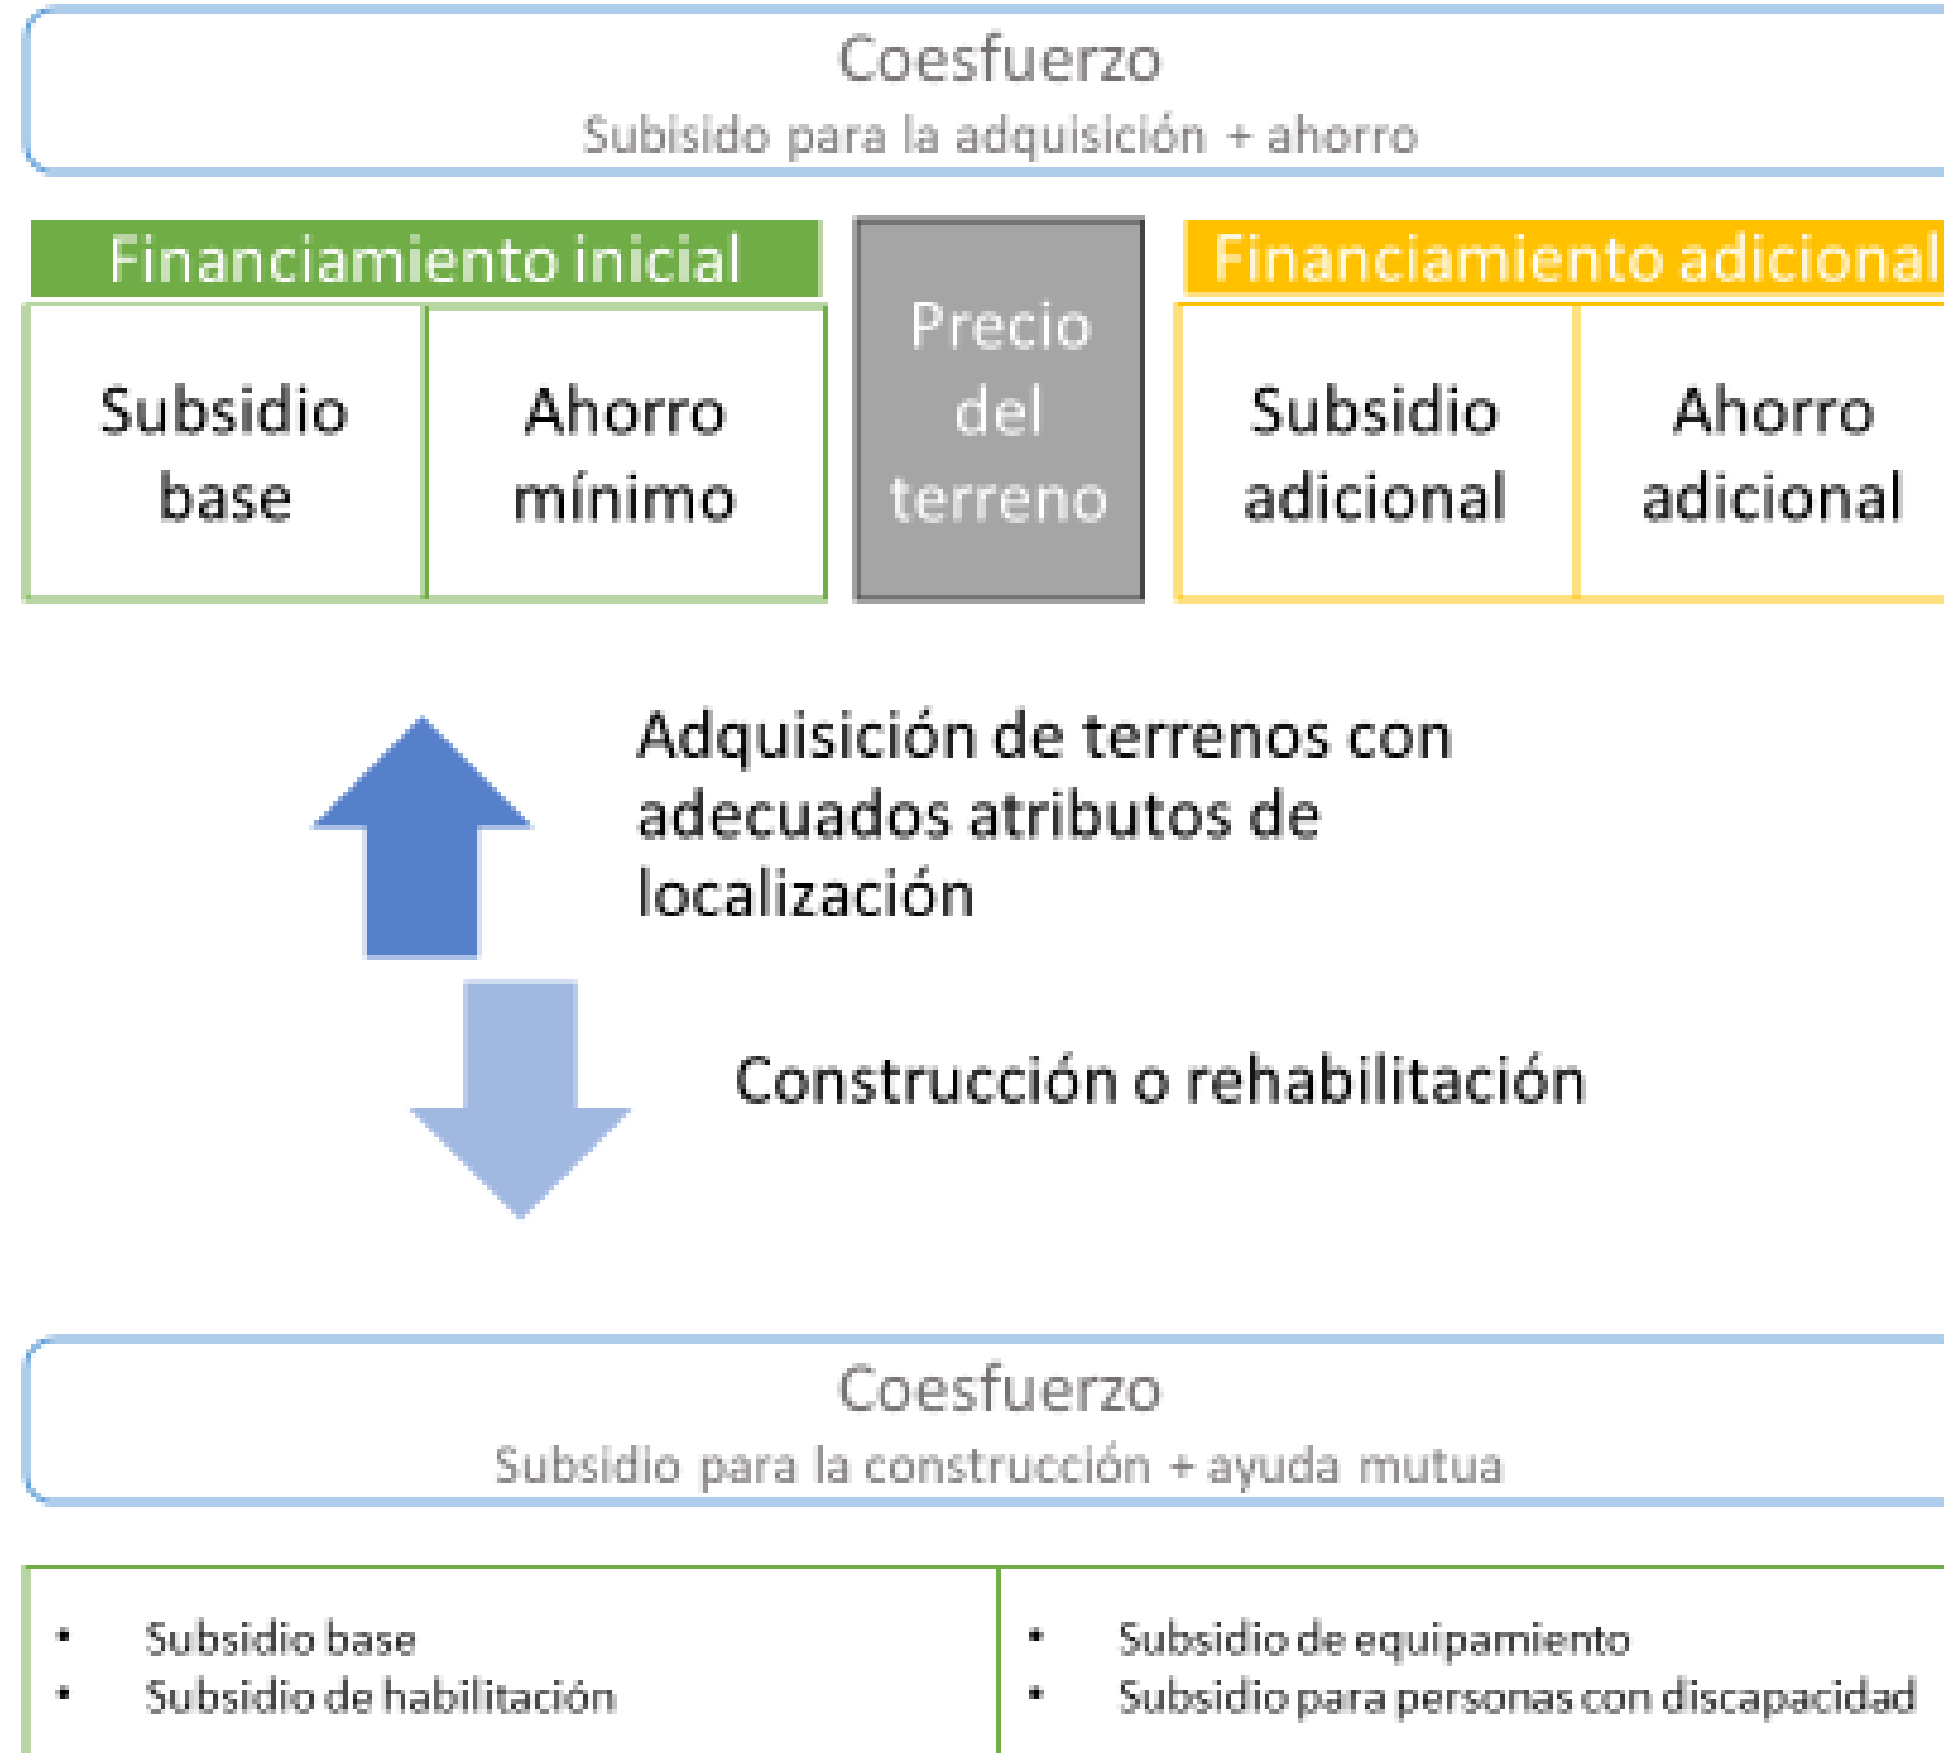 Coesfuerzo
Subisido para la adquisición + ahorro
Financiamiento inicial
Precio
del
terreno
Financiamiento adicional
Subsidio
base
Ahorro
mínimo
Subsidio
adicional
Ahorro
adicional
Adquisición de terrenos con
adecuados atributos de
localización
Construcción o rehabilitación
Coesfuerzo
Subsidio para la construcción + ayuda mutua
• Subsidio base
• Subsidio de habilitación
• Subsidio de equipamiento
• Subsidio para personas con discapacidad